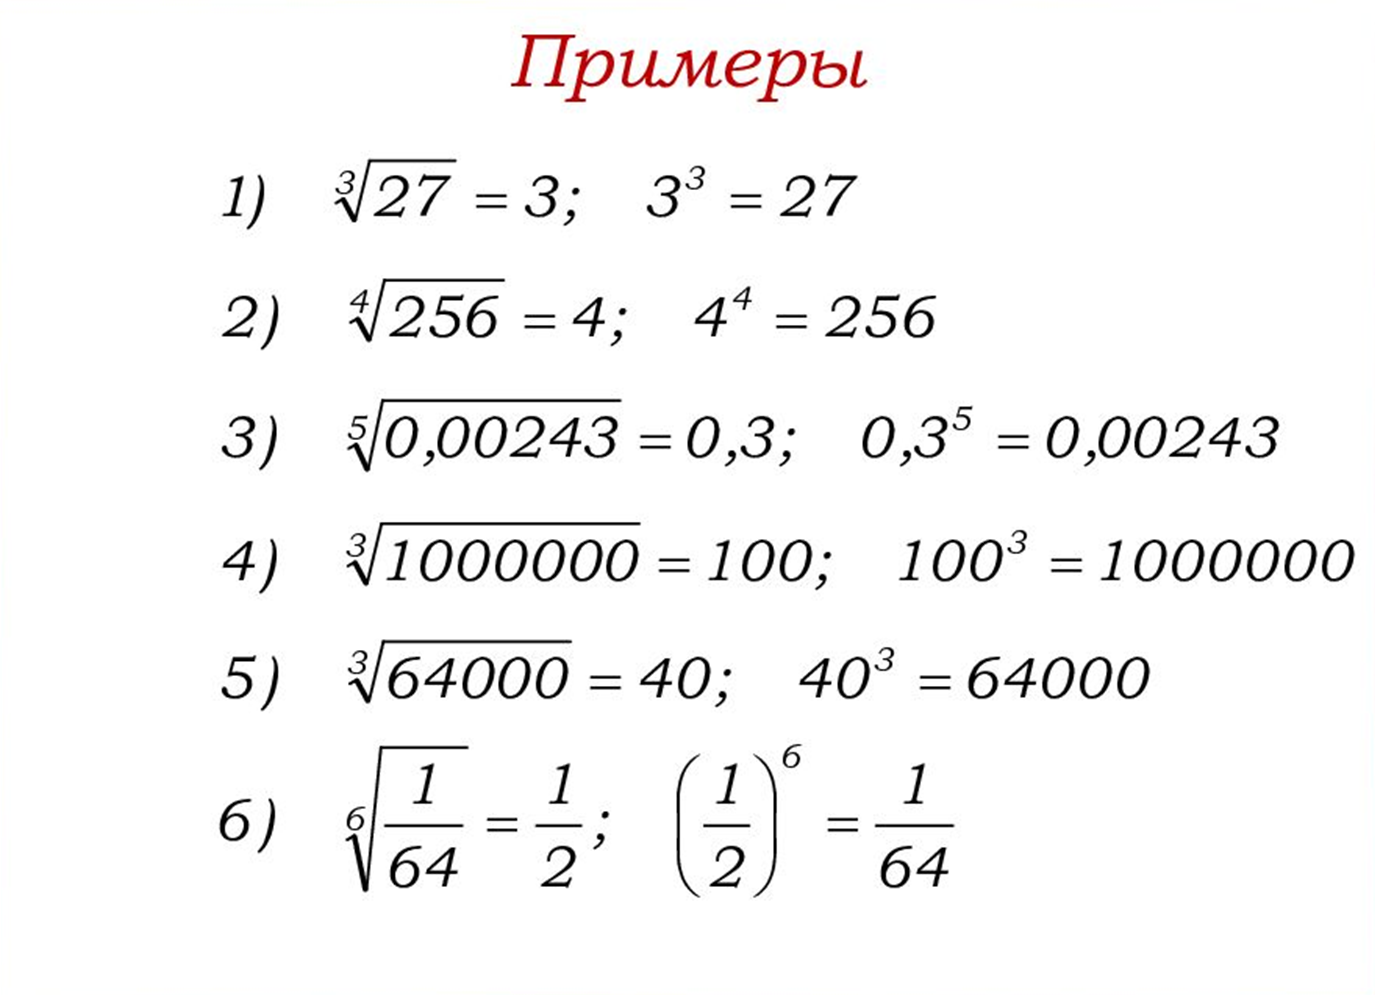 Примеры
1) ∛27 = 3; 3³ = 27
2) ∜256 = 4; 4⁴ = 256
3) ⁵√0,00243 = 0,3; 0,3⁵ = 0,00243
4) ∛1000000 = 100; 100³ = 1000000
5) ∛64000 = 40; 40³ = 64000
6) ⁶√(1/64) = 1/2; (1/2)⁶ = 1/64